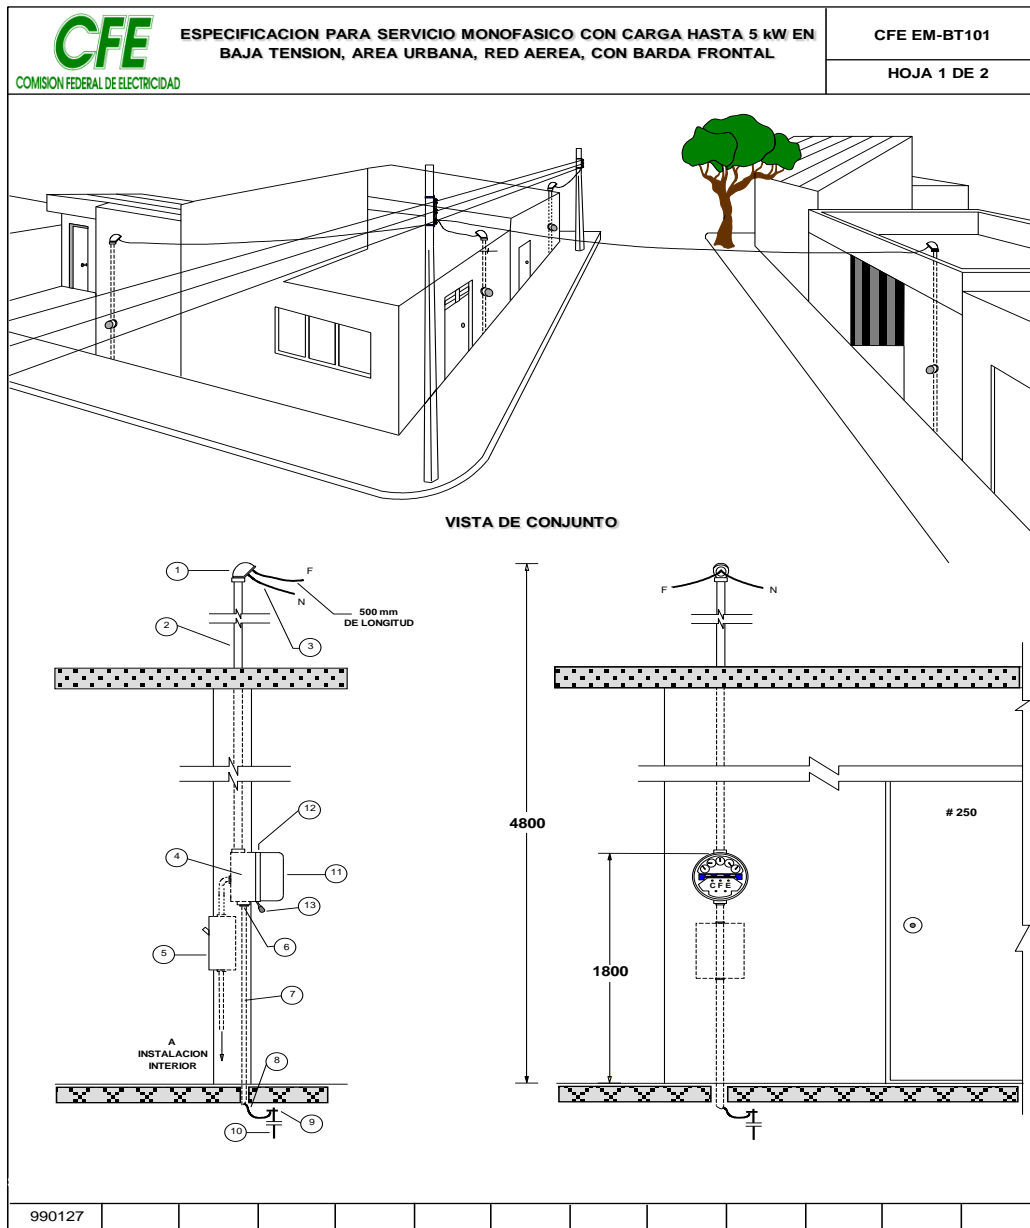 CFE
COMISION FEDERAL DE ELECTRICIDAD
ESPECIFICACION PARA SERVICIO MONOFASICO CON CARGA HASTA 5 kW EN
BAJA TENSION, AREA URBANA, RED AEREA, CON BARDA FRONTAL
CFE EM-BT101
HOJA 1 DE 2
VISTA DE CONJUNTO
1
F
N
500 mm
DE LONGITUD
2
3
F
N
12
4
11
13
5
6
7
A
INSTALACION
INTERIOR
8
9
10
4800
1800
CFE
# 250
990127